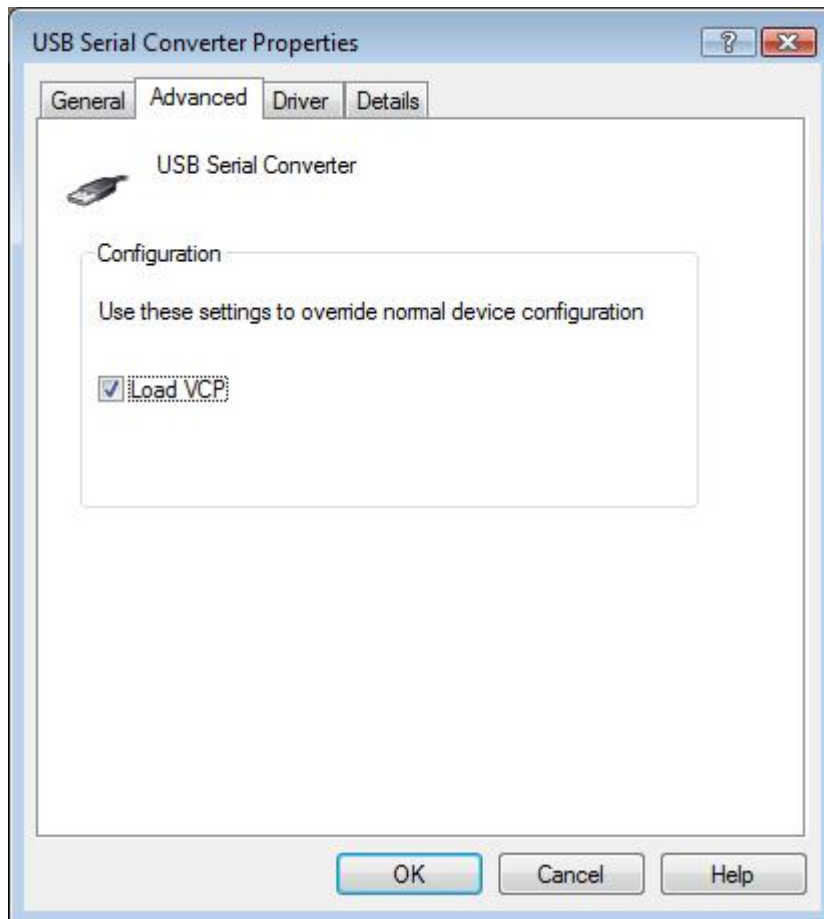 USB Serial Converter Properties
General Advanced Driver Details
USB Serial Converter
Configuration
Use these settings to override normal device configuration
Load VCP
OK Cancel Help